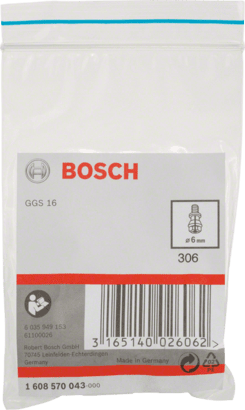 BOSCH
GGS 16
ø 6 mm
306
Robert Bosch GmbH
70745 Leinfelden-Echterdingen
Germany
Made in
Germany
3 165140 026062 >
1 608 570 043-000